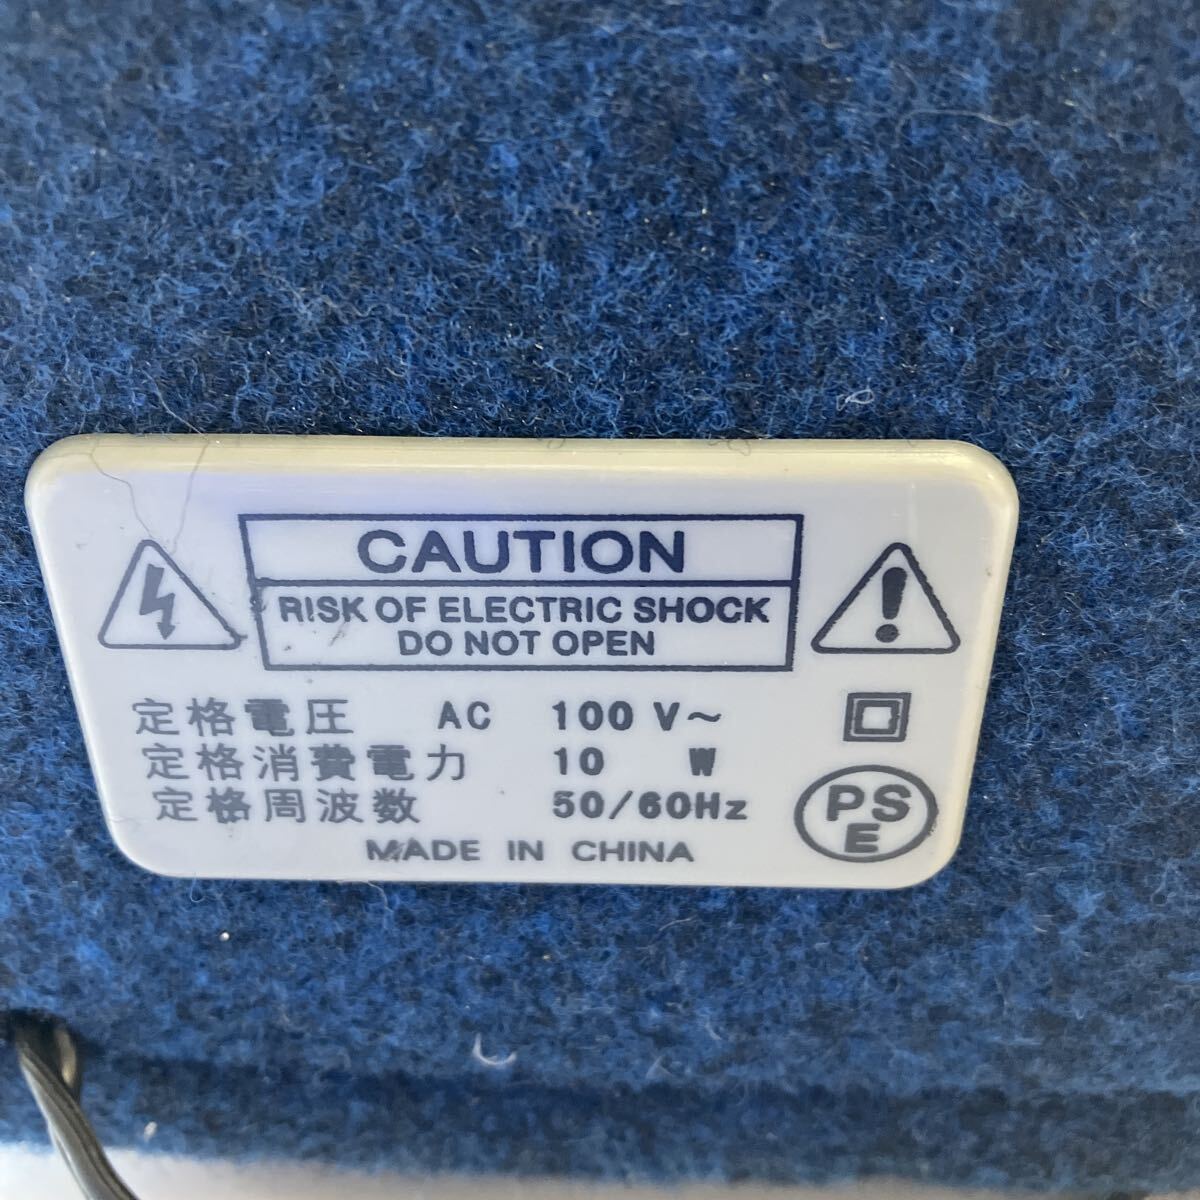 CAUTION
RISK OF ELECTRIC SHOCK
DO NOT OPEN
定格電圧 AC 100 V~
定格消費電力 10 W
定格周波数 50/60Hz
MADE IN CHINA
PS
E